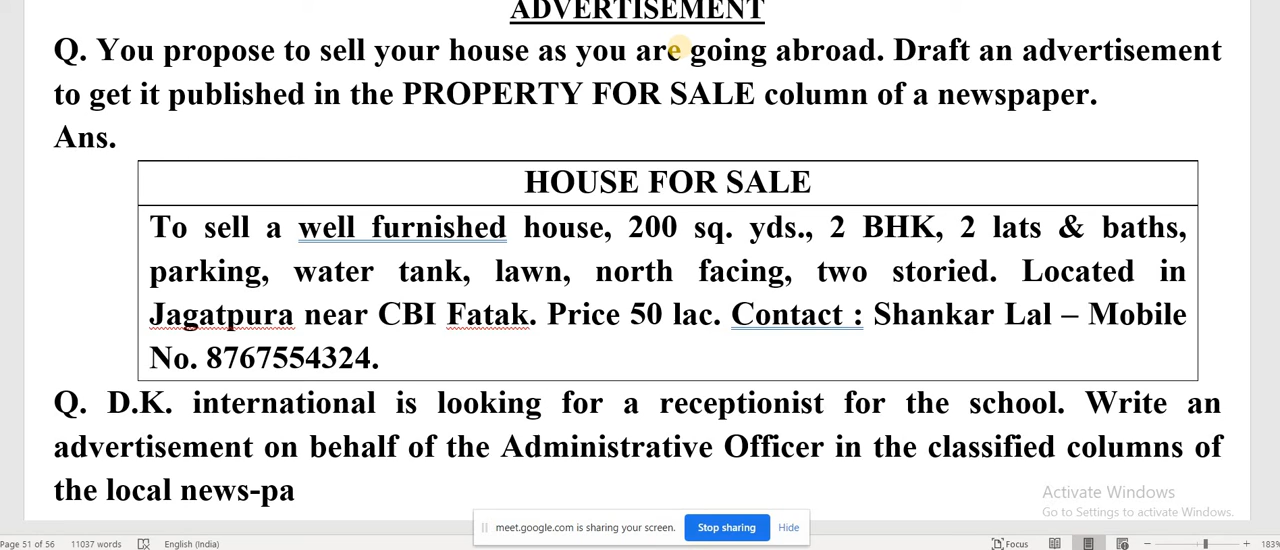 ADVERTISEMENT
Q. You propose to sell your house as you are going abroad. Draft an advertisement
to get it published in the PROPERTY FOR SALE column of a newspaper.
Ans.
HOUSE FOR SALE
To sell a well furnished house, 200 sq. yds., 2 BHK, 2 lats & baths,
parking, water tank, lawn, north facing, two storied. Located in
Jagatpura near CBI Fatak. Price 50 lac. Contact : Shankar Lal – Mobile
No. 8767554324.
Q. D.K. international is looking for a receptionist for the school. Write an
advertisement on behalf of the Administrative Officer in the classified columns of
the local news-pa
Activate Windows
Go to Settings to activate Windows.
meet.google.com is sharing your screen. Stop sharing Hide
Page 51 of 56 11037 words English (India) Focus 183%